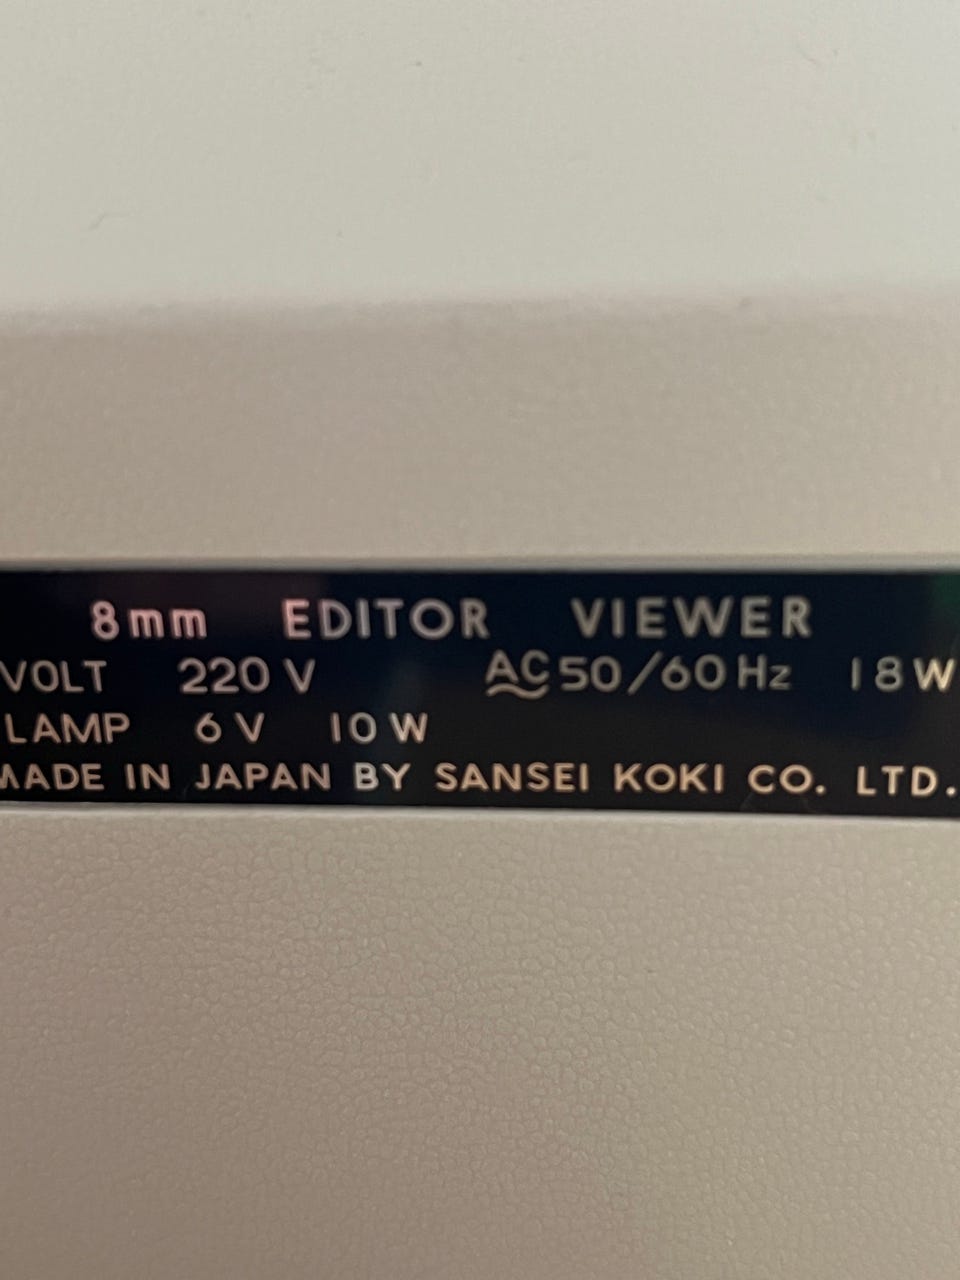 8mm EDITOR VIEWER
VOLT 220 V AC 50/60 Hz 18W
LAMP 6 V 10 W
MADE IN JAPAN BY SANSEI KOKI CO. LTD.